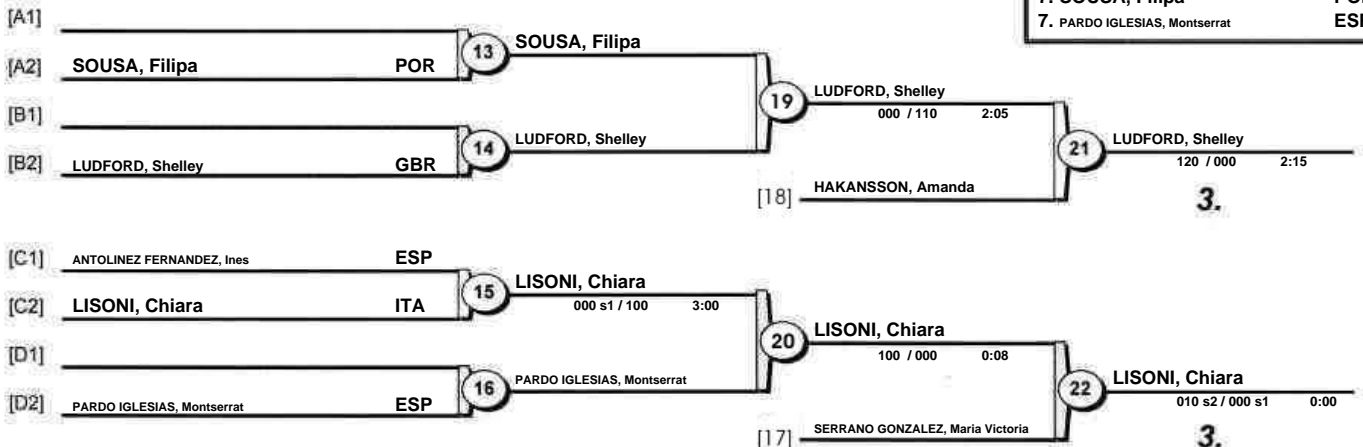 7. PARDO IGLESIAS, Montserrat
[A1]
[A2] SOUSA, Filipa POR
[B1]
[B2] LUDFORD, Shelley GBR
13 SOUSA, Filipa
14 LUDFORD, Shelley
19 LUDFORD, Shelley
000 / 110 2:05
[18] HAKANSSON, Amanda
21 LUDFORD, Shelley
120 / 000 2:15
3.
[C1] ANTOLINEZ FERNANDEZ, Ines ESP
[C2] LISONI, Chiara ITA
[D1]
[D2] PARDO IGLESIAS, Montserrat ESP
15 LISONI, Chiara
000 s1 / 100 3:00
16 PARDO IGLESIAS, Montserrat
20 LISONI, Chiara
100 / 000 0:08
[17] SERRANO GONZALEZ, Maria Victoria
22 LISONI, Chiara
010 s2 / 000 s1 0:00
3.